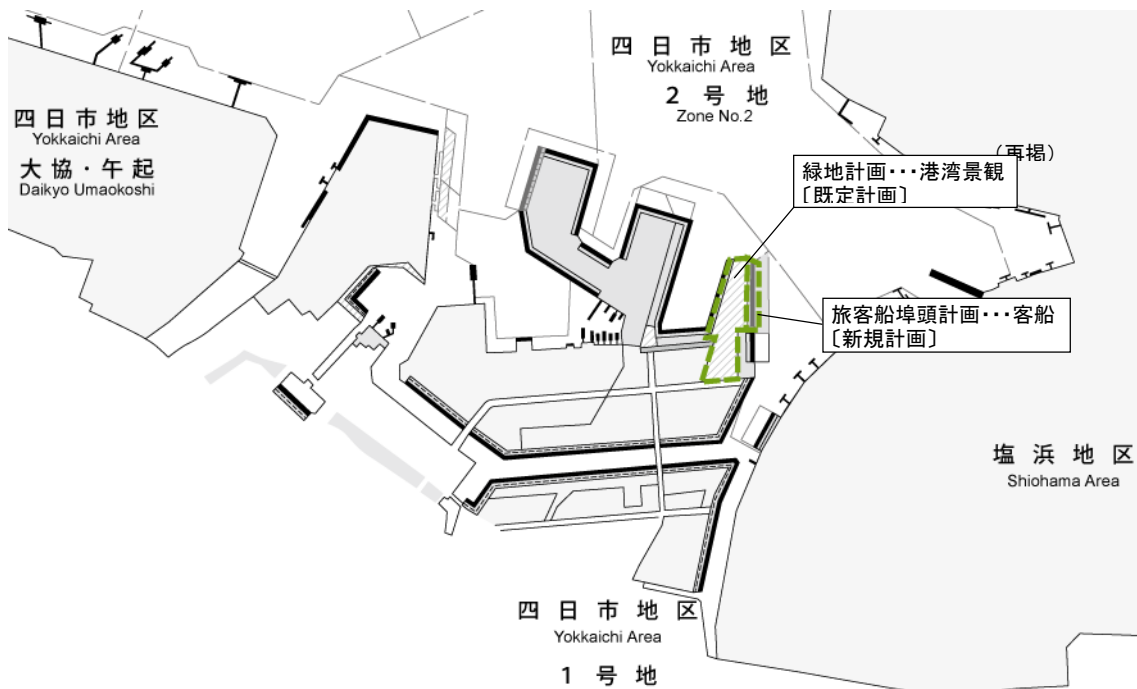 四日市地区
Yokkaichi Area
2号地
Zone No.2
四日市地区
Yokkaichi Area
大協・午起
Daikyo Umaokoshi
（再掲）
緑地計画・・・港湾景観
〔既定計画〕
旅客船埠頭計画・・・客船
〔新規計画〕
塩浜地区
Shiohama Area
四日市地区
Yokkaichi Area
1号地